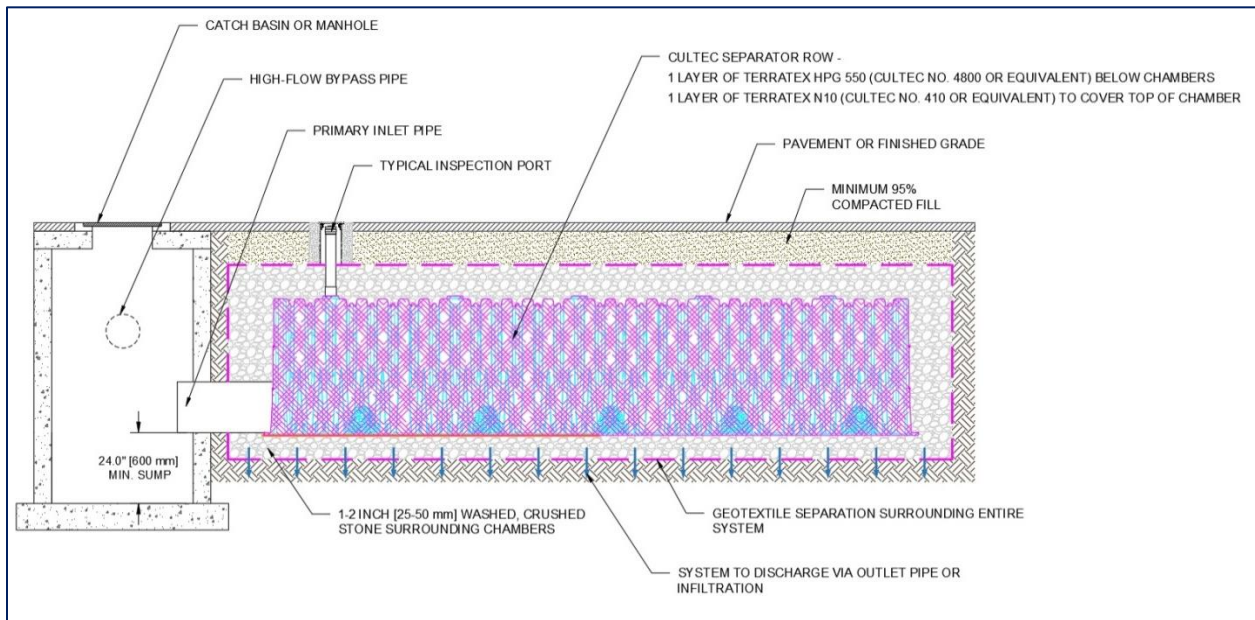 CATCH BASIN OR MANHOLE
HIGH-FLOW BYPASS PIPE
PRIMARY INLET PIPE
TYPICAL INSPECTION PORT
CULTEC SEPARATOR ROW -
1 LAYER OF TERRATEX HPG 550 (CULTEC NO. 4800 OR EQUIVALENT) BELOW CHAMBERS
1 LAYER OF TERRATEX N10 (CULTEC NO. 410 OR EQUIVALENT) TO COVER TOP OF CHAMBER
PAVEMENT OR FINISHED GRADE
MINIMUM 95%
COMPACTED FILL
24.0" [600 mm]
MIN. SUMP
1-2 INCH [25-50 mm] WASHED, CRUSHED
STONE SURROUNDING CHAMBERS
GEOTEXTILE SEPARATION SURROUNDING ENTIRE
SYSTEM
SYSTEM TO DISCHARGE VIA OUTLET PIPE OR
INFILTRATION